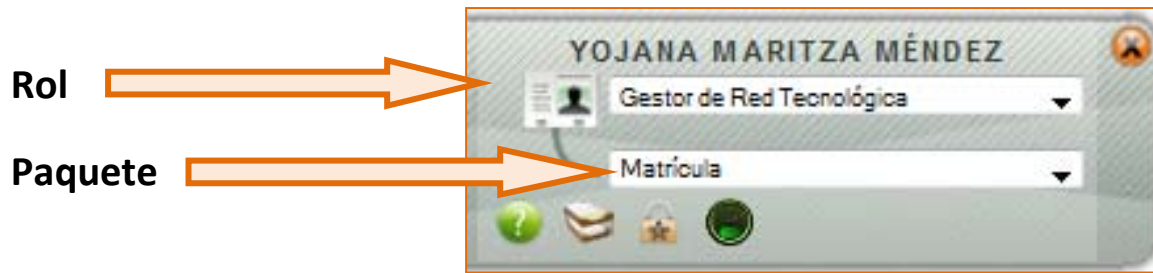 YOJANA MARITZA MÉNDEZ
Rol
Gestor de Red Tecnológica
Paquete
Matrícula
?